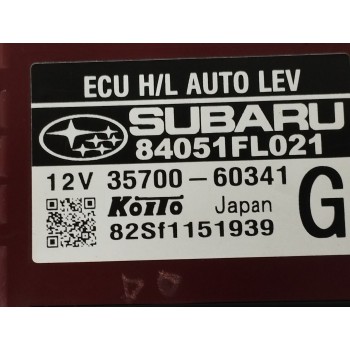 ECU H/L AUTO LEV
SUBARU
84051FL021
12V 35700-60341
KOITO Japan
82Sf1151939
G